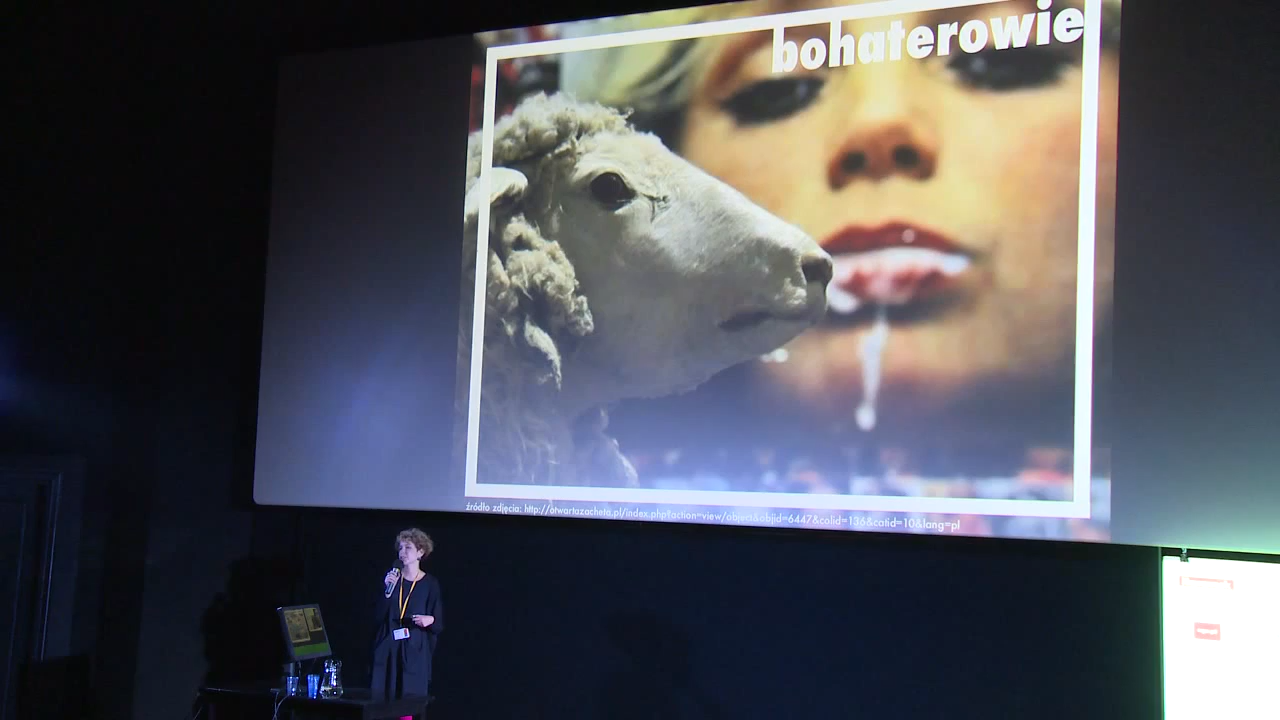 bohaterowie
źródło zdjęcia: http://otwartazacheta.pl/index.php?action=view/object&objid=6447&colid=136&catid=10&lang=pl